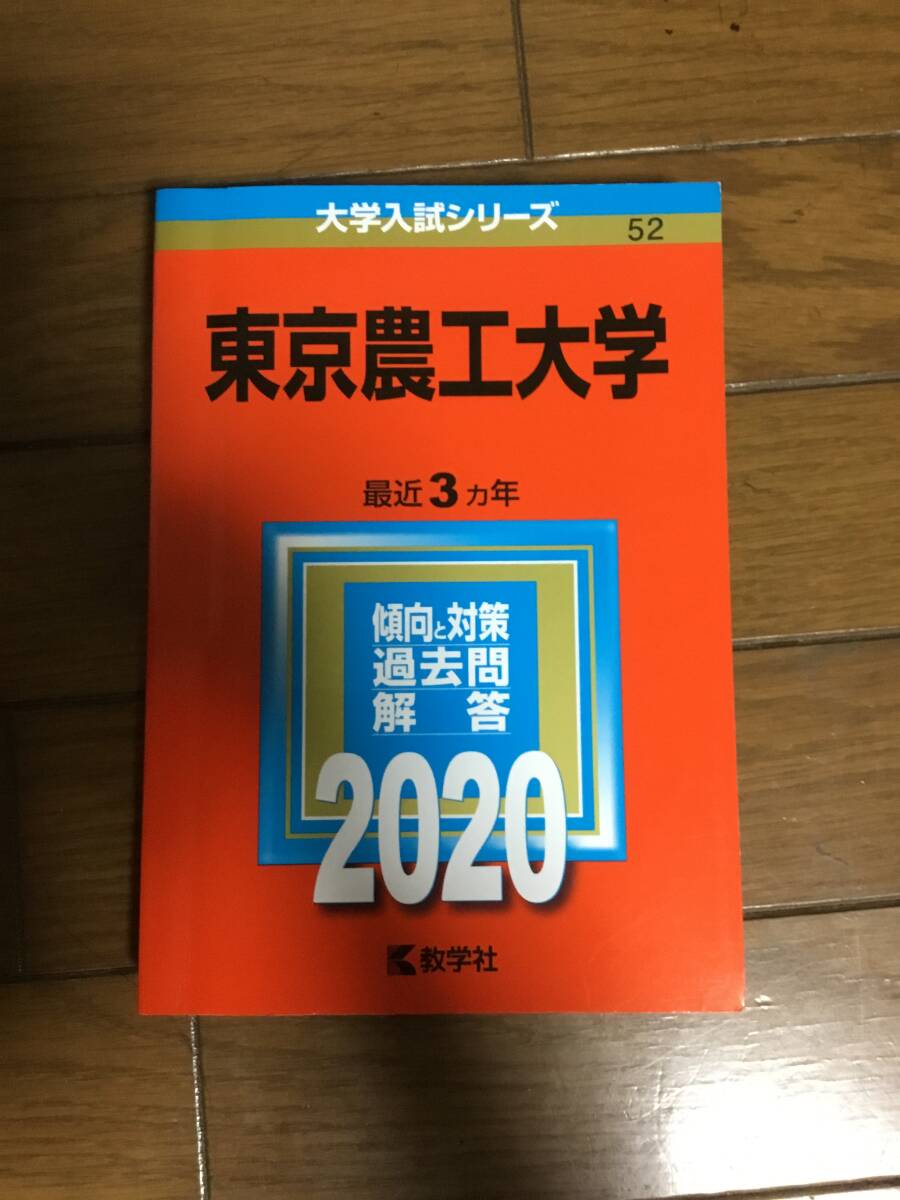 大学入試シリーズ
52
東京農工大学
最近3カ年
傾向と対策
過去問
解答
2020
教学社